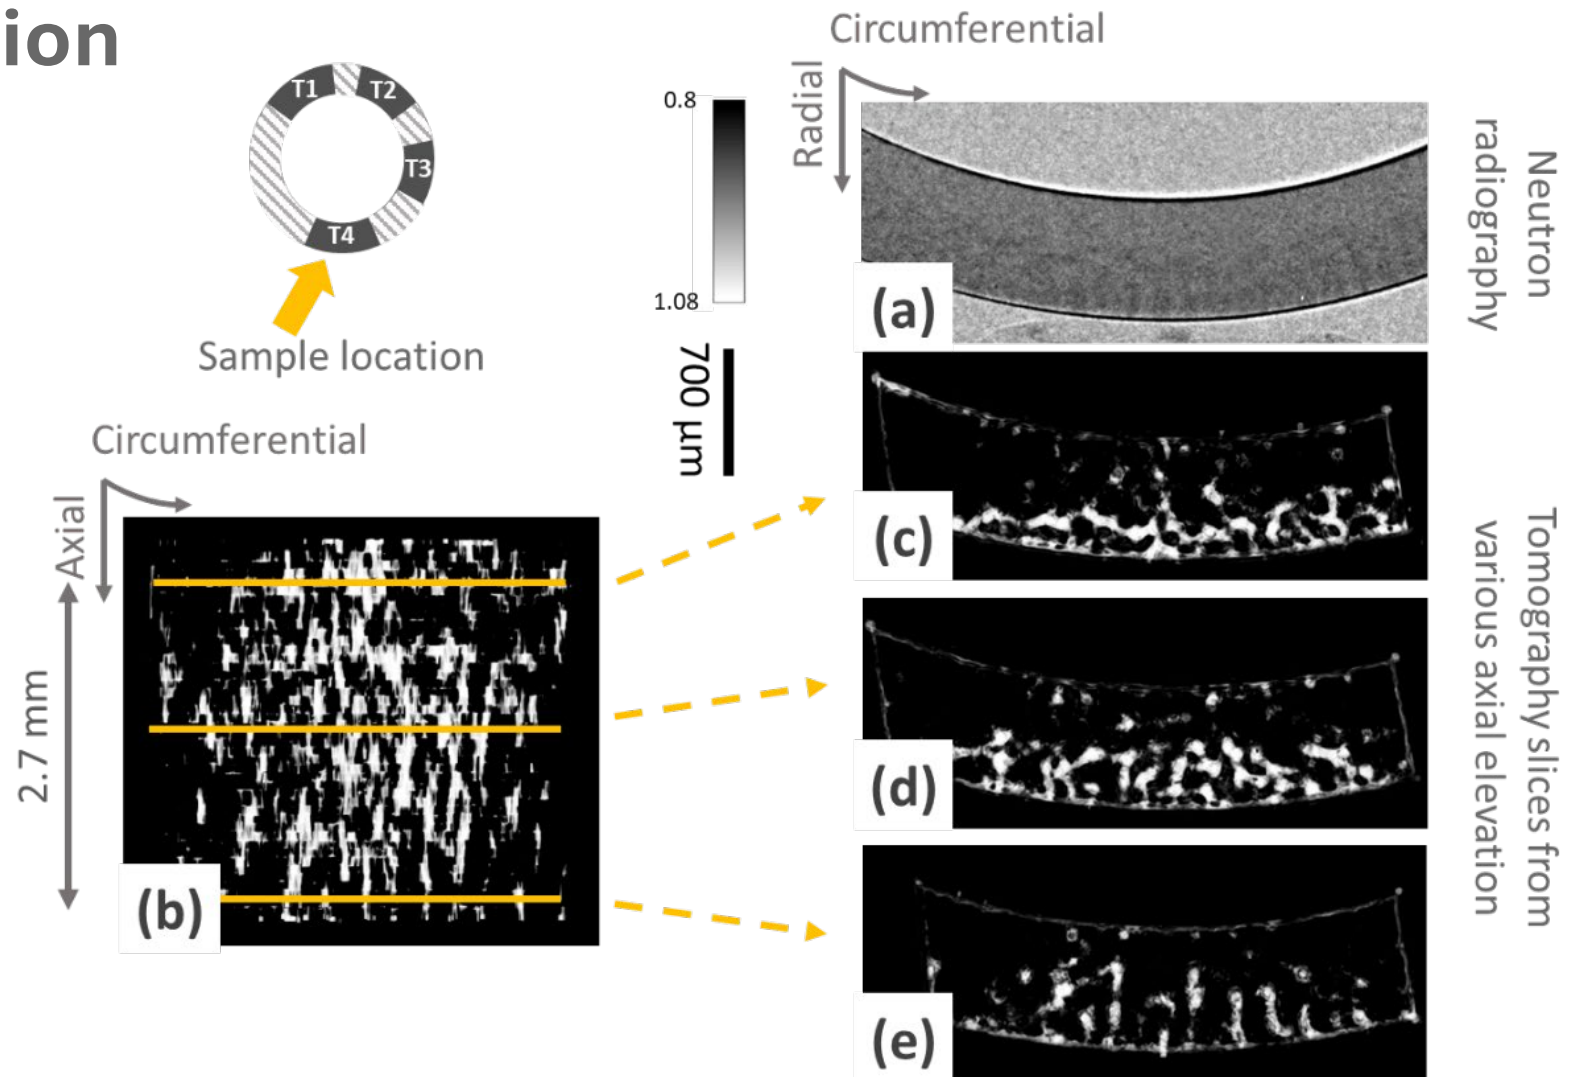 ion
T1
T2
T3
T4
Sample location
0.8
1.08
700 µm
Circumferential
Radial
(a)
Neutron
radiography
Circumferential
Axial
2.7 mm
(b)
(c)
(d)
(e)
Tomography slices from
various axial elevation